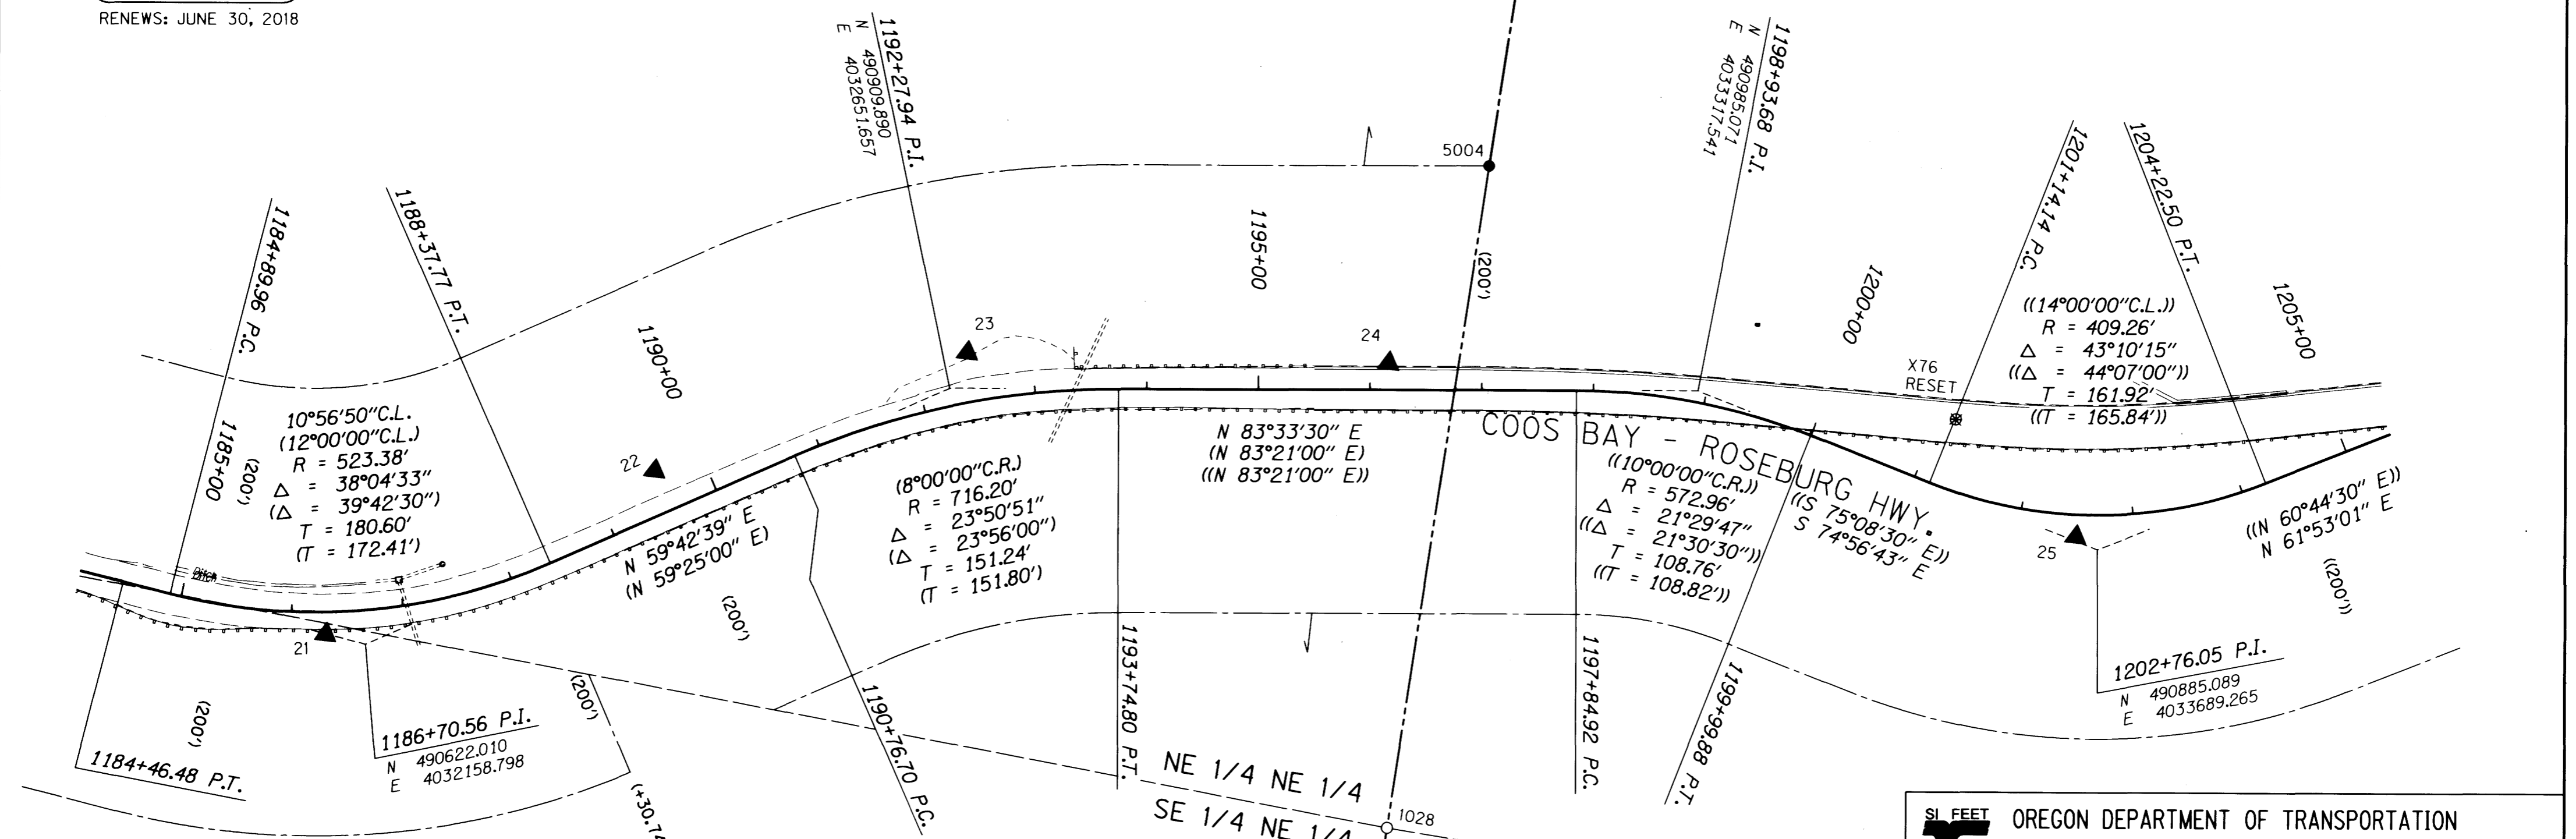 RENEWS: JUNE 30, 2018
1192+27.94 P.I.
N 490909.890
E 4032651.657
1198+93.68 P.I.
N 490985.071
E 4033317.541
5004
1184+89.96 P.C.
1188+37.77 P.T.
1201+14.14 P.C.
1204+22.50 P.T.
1195+00
(200')
1185+00
(200')
1190+00
1200+00
1205+00
10°56'50"C.L.
(12°00'00"C.L.)
R = 523.38'
Δ = 38°04'33"
(Δ = 39°42'30")
T = 180.60'
(T = 172.41')
((14°00'00"C.L.))
R = 409.26'
Δ = 43°10'15"
((Δ = 44°07'00"))
T = 161.92'
((T = 165.84'))
23
24
X76
RESET
22
N 83°33'30" E
(N 83°21'00" E)
((N 83°21'00" E))
COOS BAY - ROSEBURG HWY.
(8°00'00"C.R.)
R = 716.20'
Δ = 23°50'51"
(Δ = 23°56'00")
T = 151.24'
(T = 151.80')
((10°00'00"C.R.))
R = 572.96'
Δ = 21°29'47"
((Δ = 21°30'30"))
T = 108.76'
((T = 108.82'))
((S 75°08'30" E))
S 74°56'43" E
((N 60°44'30" E))
N 61°53'01" E
N 59°42'39" E
(N 59°25'00" E)
Ditch
21
25
(200')
((200'))
(200')
(200')
1184+46.48 P.T.
1186+70.56 P.I.
N 490622.010
E 4032158.798
1190+76.70 P.C.
1193+74.80 P.T.
1197+84.92 P.C.
1199+99.88 P.T.
1202+76.05 P.I.
N 490885.089
E 4033689.265
NE 1/4 NE 1/4
SE 1/4 NE 1/4
1028
SI FEET
OREGON DEPARTMENT OF TRANSPORTATION